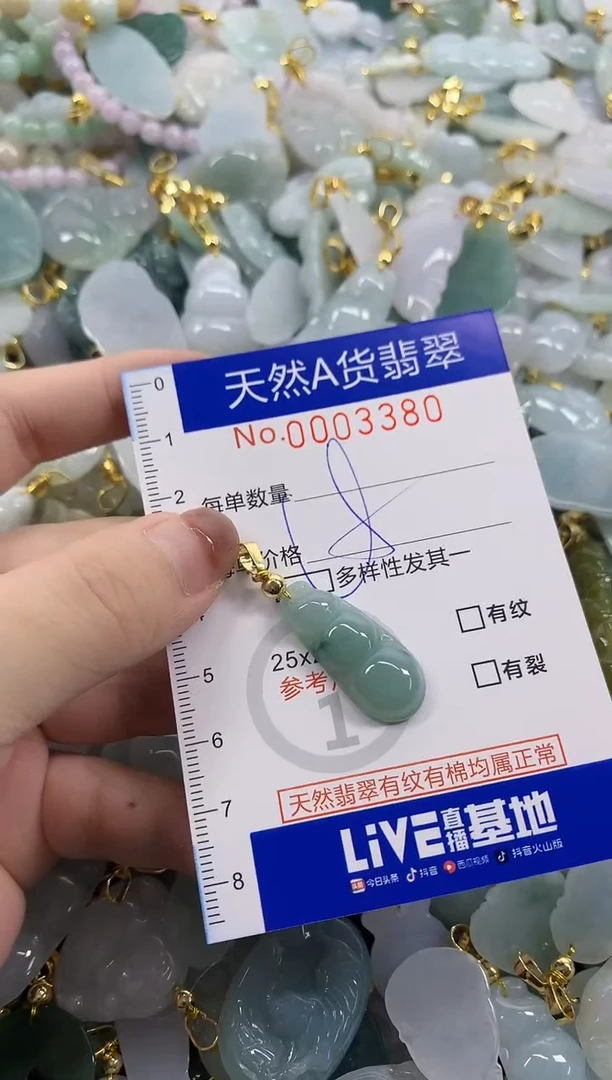 天然A货翡翠
No.0003380
0
1
2
每单数量
价格
多样性发其一
有纹
25x
5
参考
有裂
6
1
7
天然翡翠有纹有棉均属正常
LiVE直播基地
8
头条 今日头条 抖音 西瓜视频 抖音火山版